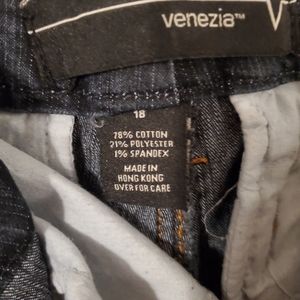 venezia™
18
78% COTTON
21% POLYESTER
1% SPANDEX
MADE IN
HONG KONG
OVER FOR CARE